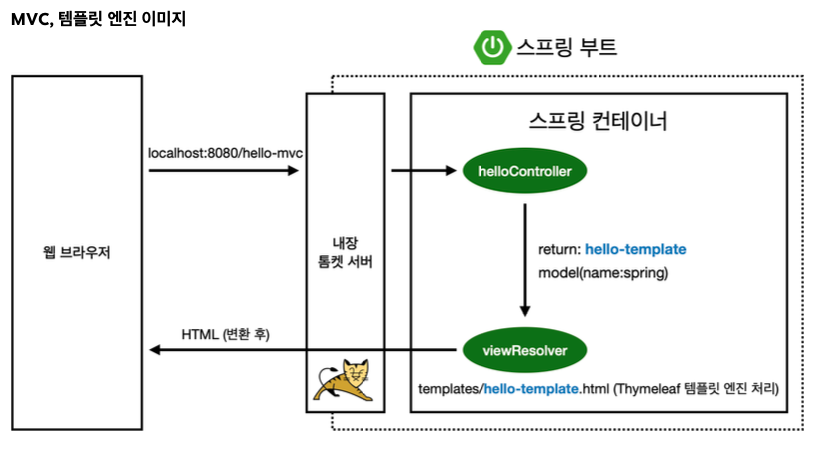 MVC, 템플릿 엔진 이미지
스프링 부트
스프링 컨테이너
localhost:8080/hello-mvc
helloController
웹 브라우저
내장
톰켓 서버
return: hello-template
model(name:spring)
HTML (변환 후)
viewResolver
templates/hello-template.html (Thymeleaf 템플릿 엔진 처리)